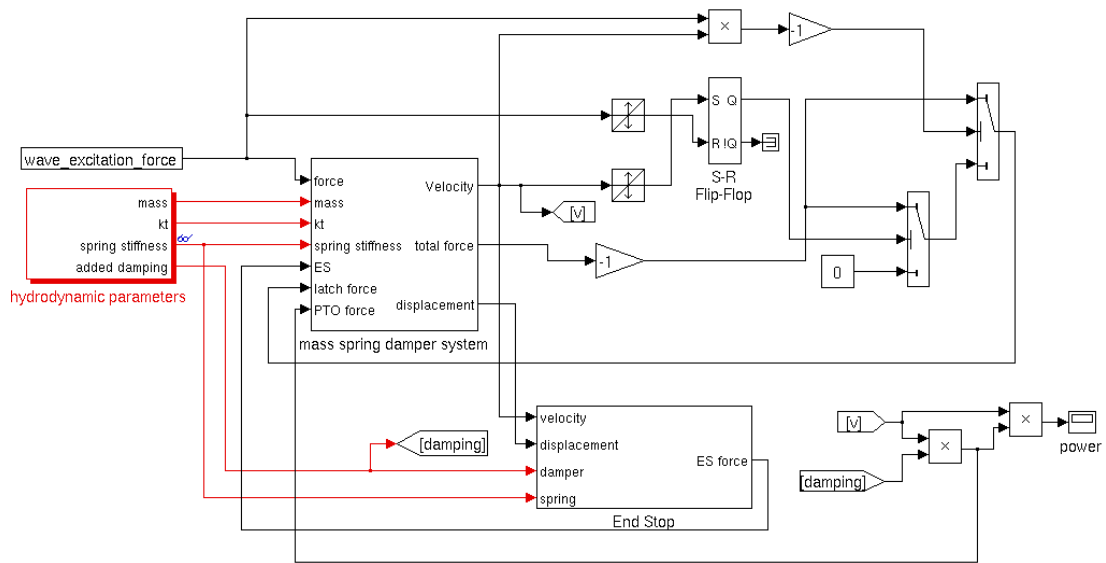 ×
-1
S Q
R !Q
S-R
Flip-Flop
wave_excitation_force
force
mass
kt
spring stiffness
ES
latch force
PTO force
Velocity
total force
displacement
mass spring damper system
mass
kt
spring stiffness
added damping
hydrodynamic parameters
[v]
-1
0
velocity
displacement
damper
spring
ES force
End Stop
[damping]
[v]
[damping]
×
×
power